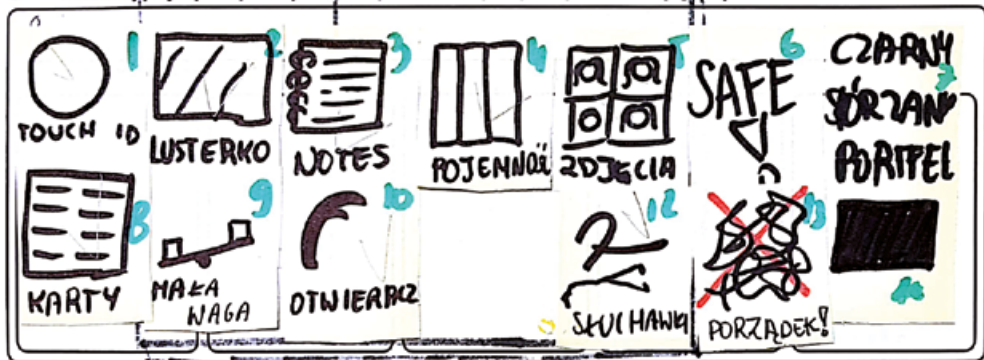 1
TOUCH ID
2
LUSTERKO
3
NOTES
4
POJEMNOŚĆ
5
ZDJĘCIA
6
SAFE
7
CZARNY
SKÓRZANY
PORTFEL
8
KARTY
9
MAŁA
WAGA
10
OTWIERACZ
12
SŁUCHAWKI
13
PORZĄDEK!
14